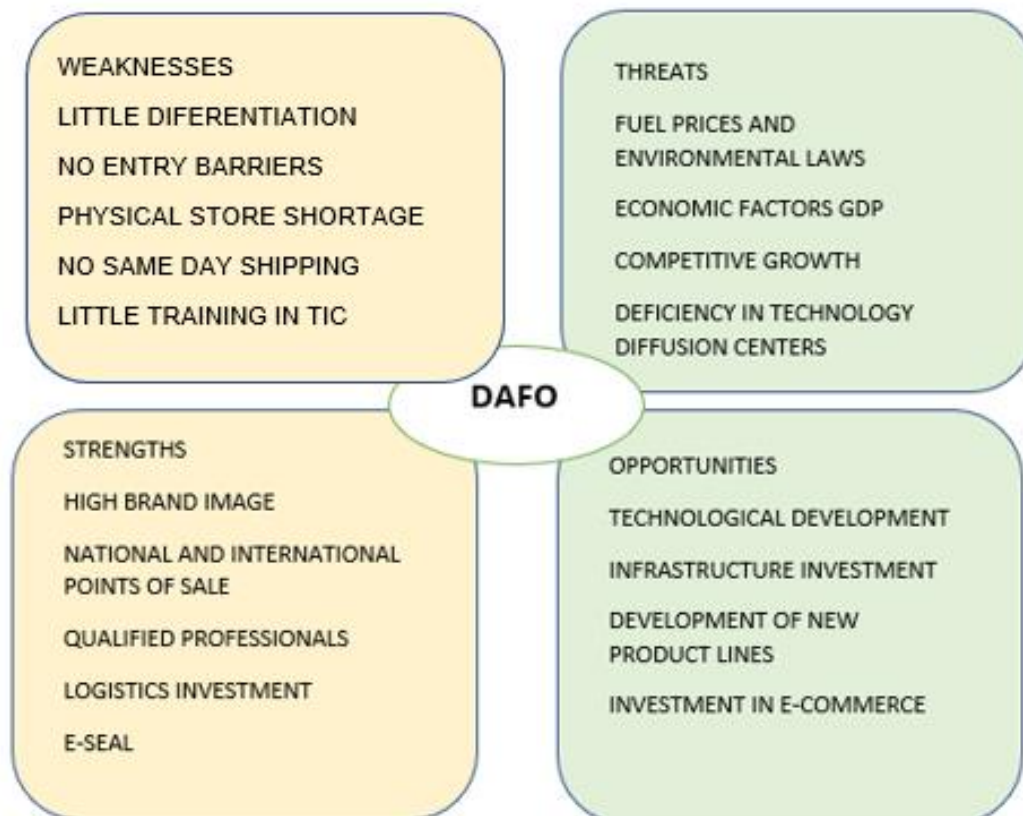 WEAKNESSES
LITTLE DIFERENTIATION
NO ENTRY BARRIERS
PHYSICAL STORE SHORTAGE
NO SAME DAY SHIPPING
LITTLE TRAINING IN TIC
THREATS
FUEL PRICES AND
ENVIRONMENTAL LAWS
ECONOMIC FACTORS GDP
COMPETITIVE GROWTH
DEFICIENCY IN TECHNOLOGY
DIFFUSION CENTERS
DAFO
STRENGTHS
HIGH BRAND IMAGE
NATIONAL AND INTERNATIONAL
POINTS OF SALE
QUALIFIED PROFESSIONALS
LOGISTICS INVESTMENT
E-SEAL
OPPORTUNITIES
TECHNOLOGICAL DEVELOPMENT
INFRASTRUCTURE INVESTMENT
DEVELOPMENT OF NEW
PRODUCT LINES
INVESTMENT IN E-COMMERCE